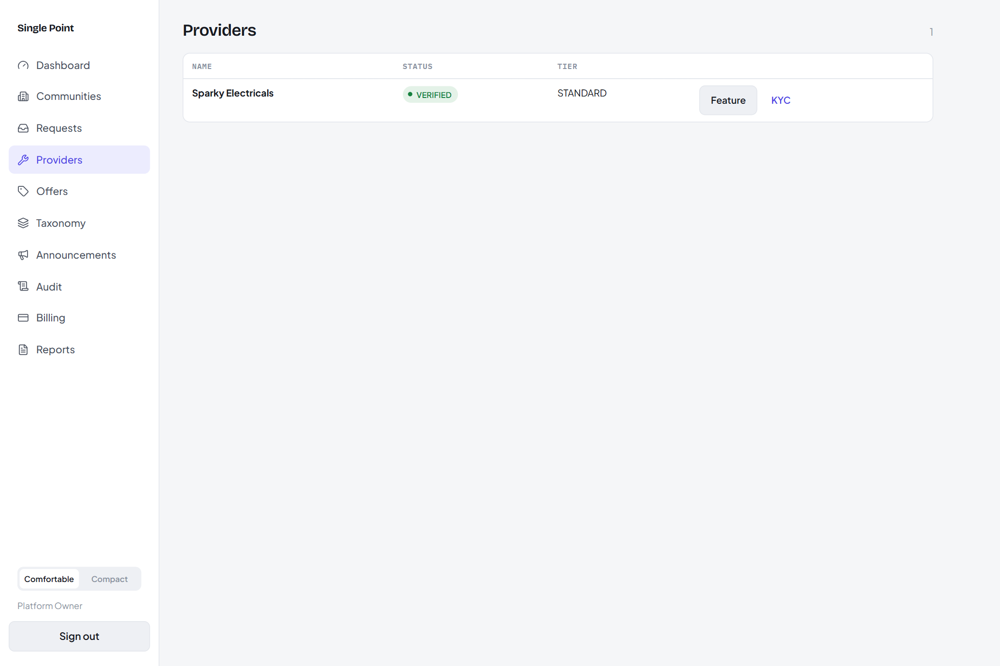 Single Point
Dashboard
Communities
Requests
Providers
Offers
Taxonomy
Announcements
Audit
Billing
Reports
Comfortable Compact
Platform Owner
Sign out
Providers 1
NAME STATUS TIER
Sparky Electricals VERIFIED STANDARD Feature KYC